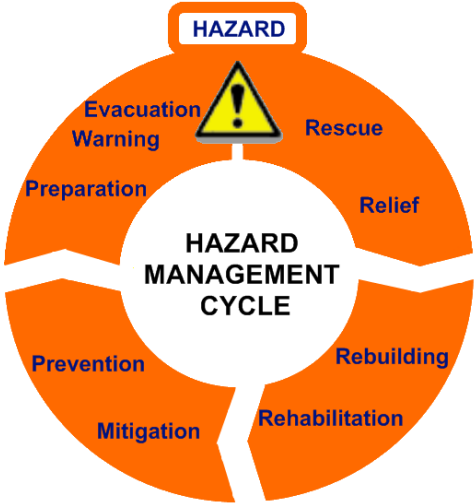 HAZARD
Evacuation
Warning
Preparation
Rescue
Relief
HAZARD
MANAGEMENT
CYCLE
Prevention
Mitigation
Rebuilding
Rehabilitation